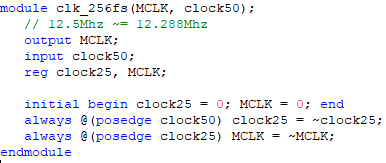 module clk_256fs(MCLK, clock50);
// 12.5Mhz ~= 12.288Mhz
output MCLK;
input clock50;
reg clock25, MCLK;
initial begin clock25 = 0; MCLK = 0; end
always @(posedge clock50) clock25 = ~clock25;
always @(posedge clock25) MCLK = ~MCLK;
endmodule